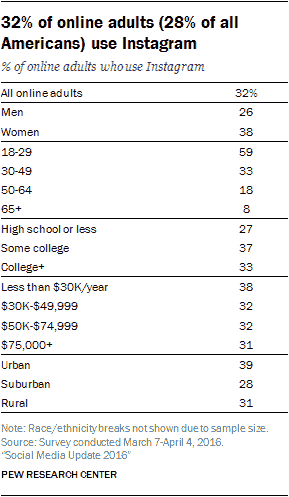 32% of online adults (28% of all
Americans) use Instagram
% of online adults who use Instagram
All online adults 32%
Men 26
Women 38
18-29 59
30-49 33
50-64 18
65+ 8
High school or less 27
Some college 37
College+ 33
Less than $30K/year 38
$30K-$49,999 32
$50K-$74,999 32
$75,000+ 31
Urban 39
Suburban 28
Rural 31
Note: Race/ethnicity breaks not shown due to sample size.
Source: Survey conducted March 7-April 4, 2016.
"Social Media Update 2016"
PEW RESEARCH CENTER